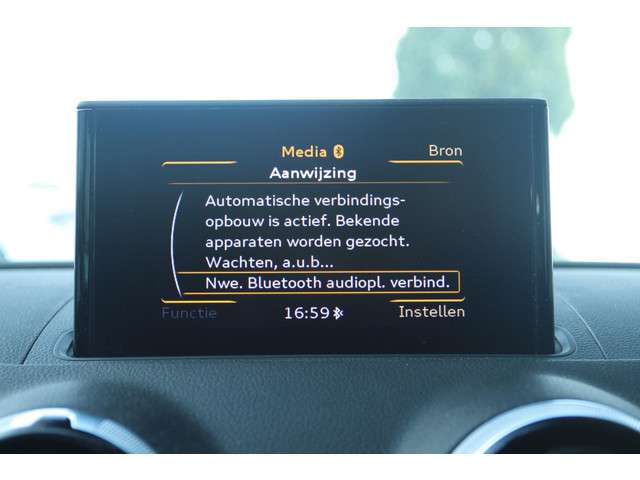 Media
Bron
Aanwijzing
Automatische verbindings-
opbouw is actief. Bekende
apparaten worden gezocht.
Wachten, a.u.b...
Nwe. Bluetooth audiopl. verbind.
Functie
16:59
Instellen